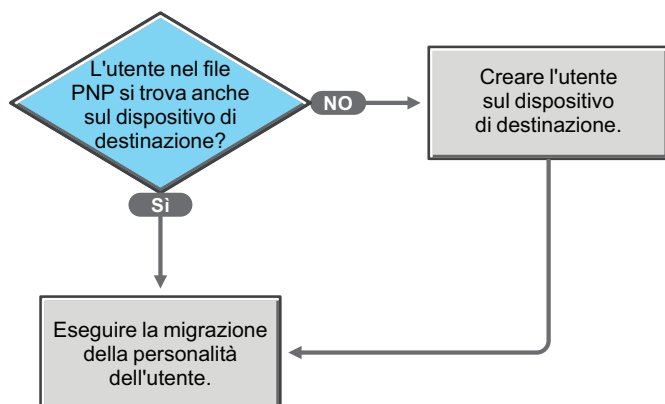 L'utente nel file
PNP si trova anche
sul dispositivo di
destinazione?
NO
Creare l'utente
sul dispositivo
di destinazione.
Sì
Eseguire la migrazione
della personalità
dell'utente.